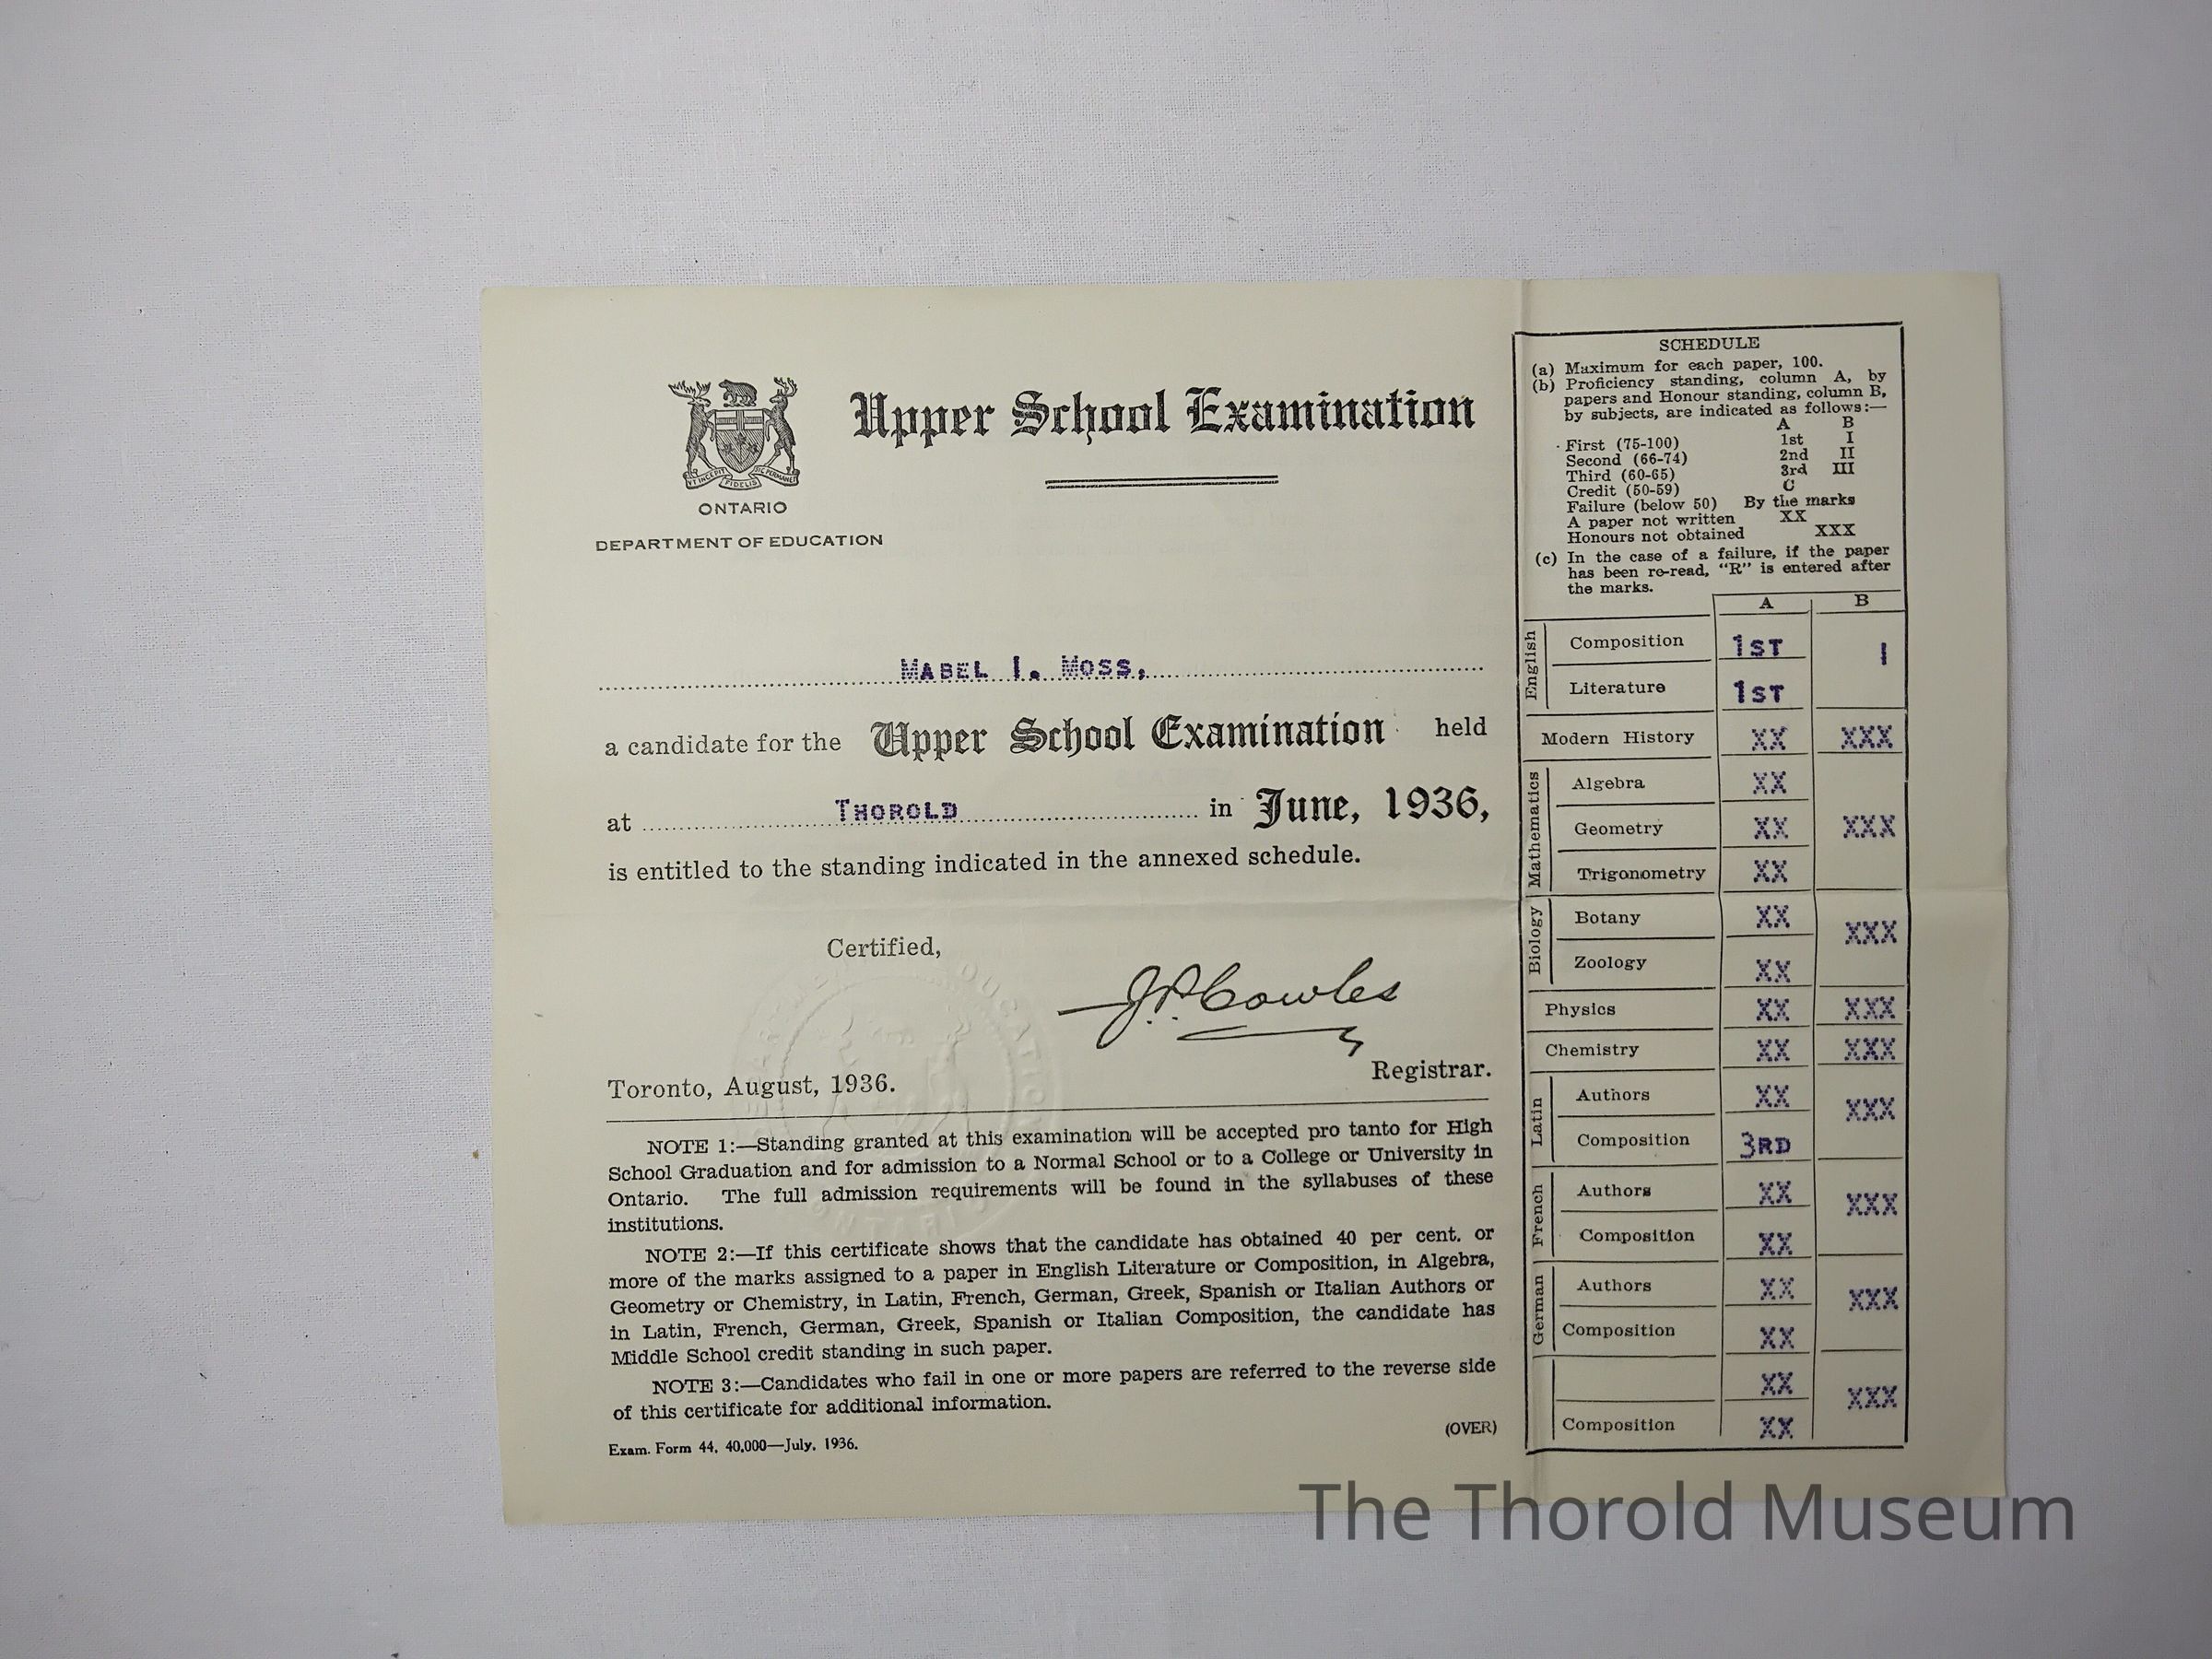 Upper School Examination
VT INCEPIT FIDELIS SIC PERMANET
ONTARIO
DEPARTMENT OF EDUCATION
MABEL I. MOSS,
a candidate for the Upper School Examination held
at THOROLD in June, 1936,
is entitled to the standing indicated in the annexed schedule.
Certified,
J.P. Cowles
Registrar.
Toronto, August, 1936.
NOTE 1:—Standing granted at this examination will be accepted pro tanto for High
School Graduation and for admission to a Normal School or to a College or University in
Ontario. The full admission requirements will be found in the syllabuses of these
institutions.
NOTE 2:—If this certificate shows that the candidate has obtained 40 per cent. or
more of the marks assigned to a paper in English Literature or Composition, in Algebra,
Geometry or Chemistry, in Latin, French, German, Greek, Spanish or Italian Authors or
in Latin, French, German, Greek, Spanish or Italian Composition, the candidate has
Middle School credit standing in such paper.
NOTE 3:—Candidates who fail in one or more papers are referred to the reverse side
of this certificate for additional information.
(OVER)
Exam. Form 44, 40,000—July, 1936.
SCHEDULE
(a) Maximum for each paper, 100.
(b) Proficiency standing, column A, by
papers and Honour standing, column B,
by subjects, are indicated as follows:—
A B
First (75-100) 1st I
Second (66-74) 2nd II
Third (60-65) 3rd III
Credit (50-59) C
Failure (below 50) By the marks
A paper not written XX
Honours not obtained XXX
(c) In the case of a failure, if the paper
has been re-read, "R" is entered after
the marks.
A B
English
Composition 1ST I
Literature 1ST
Modern History XX XXX
Mathematics
Algebra XX
Geometry XX XXX
Trigonometry XX
Biology
Botany XX XXX
Zoology XX
Physics XX XXX
Chemistry XX XXX
Latin
Authors XX XXX
Composition 3RD
French
Authors XX XXX
Composition XX
German
Authors XX XXX
Composition XX
XX XXX
Composition XX
The Thorold Museum